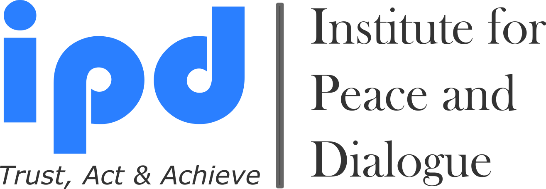 ipd
Trust, Act & Achieve
Institute for
Peace and
Dialogue